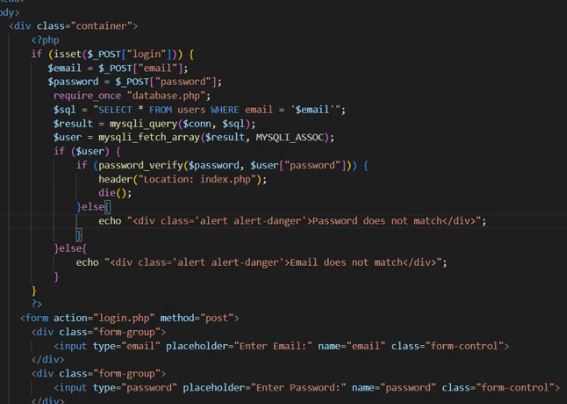 <body>
<div class="container">
<?php
if (isset($_POST["login"])) {
$email = $_POST["email"];
$password = $_POST["password"];
require_once "database.php";
$sql = "SELECT * FROM users WHERE email = '$email'";
$result = mysqli_query($conn, $sql);
$user = mysqli_fetch_array($result, MYSQLI_ASSOC);
if ($user) {
if (password_verify($password, $user["password"])) {
header("Location: index.php");
die();
}else{
echo "<div class='alert alert-danger'>Password does not match</div>";
}
}else{
echo "<div class='alert alert-danger'>Email does not match</div>";
}
}
?>
<form action="login.php" method="post">
<div class="form-group">
<input type="email" placeholder="Enter Email:" name="email" class="form-control">
</div>
<div class="form-group">
<input type="password" placeholder="Enter Password:" name="password" class="form-control">
</div>